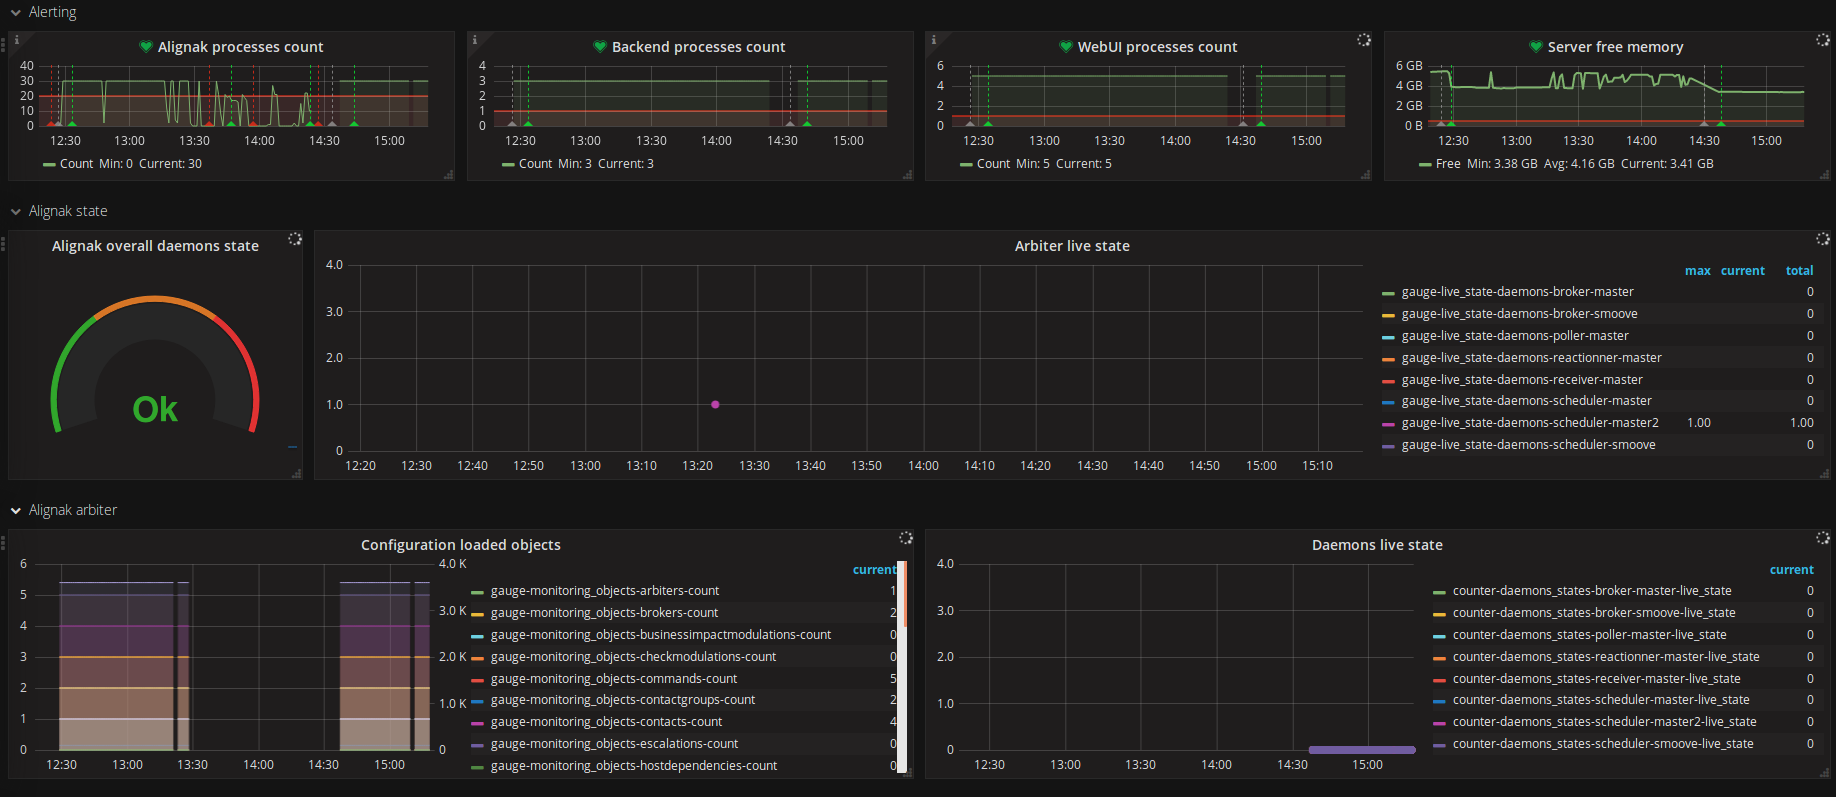 Alerting
Alignak processes count
40
30
20
10
0
12:30 13:00 13:30 14:00 14:30 15:00
Count Min: 0 Current: 30
Backend processes count
4
3
2
1
0
12:30 13:00 13:30 14:00 14:30 15:00
Count Min: 3 Current: 3
WebUI processes count
6
4
2
0
12:30 13:00 13:30 14:00 14:30 15:00
Count Min: 5 Current: 5
Server free memory
6 GB
4 GB
2 GB
0 B
12:30 13:00 13:30 14:00 14:30 15:00
Free Min: 3.38 GB Avg: 4.16 GB Current: 3.41 GB
Alignak state
Alignak overall daemons state
Ok
Arbiter live state
4.0
3.0
2.0
1.0
0
12:20 12:30 12:40 12:50 13:00 13:10 13:20 13:30 13:40 13:50 14:00 14:10 14:20 14:30 14:40 14:50 15:00 15:10
max current total
gauge-live_state-daemons-broker-master 0
gauge-live_state-daemons-broker-smoove 0
gauge-live_state-daemons-poller-master 0
gauge-live_state-daemons-reactionner-master 0
gauge-live_state-daemons-receiver-master 0
gauge-live_state-daemons-scheduler-master 0
gauge-live_state-daemons-scheduler-master2 1.00 1.00
gauge-live_state-daemons-scheduler-smoove 0
Alignak arbiter
Configuration loaded objects
6
5
4
3
2
1
0
4.0 K
3.0 K
2.0 K
1.0 K
0
12:30 13:00 13:30 14:00 14:30 15:00
current
gauge-monitoring_objects-arbiters-count 1
gauge-monitoring_objects-brokers-count 2
gauge-monitoring_objects-businessimpactmodulations-count 0
gauge-monitoring_objects-checkmodulations-count 0
gauge-monitoring_objects-commands-count 5
gauge-monitoring_objects-contactgroups-count 2
gauge-monitoring_objects-contacts-count 4
gauge-monitoring_objects-escalations-count 0
gauge-monitoring_objects-hostdependencies-count 0
Daemons live state
4.0
3.0
2.0
1.0
0
12:30 13:00 13:30 14:00 14:30 15:00
current
counter-daemons_states-broker-master-live_state 0
counter-daemons_states-broker-smoove-live_state 0
counter-daemons_states-poller-master-live_state 0
counter-daemons_states-reactionner-master-live_state 0
counter-daemons_states-receiver-master-live_state 0
counter-daemons_states-scheduler-master-live_state 0
counter-daemons_states-scheduler-master2-live_state 0
counter-daemons_states-scheduler-smoove-live_state 0